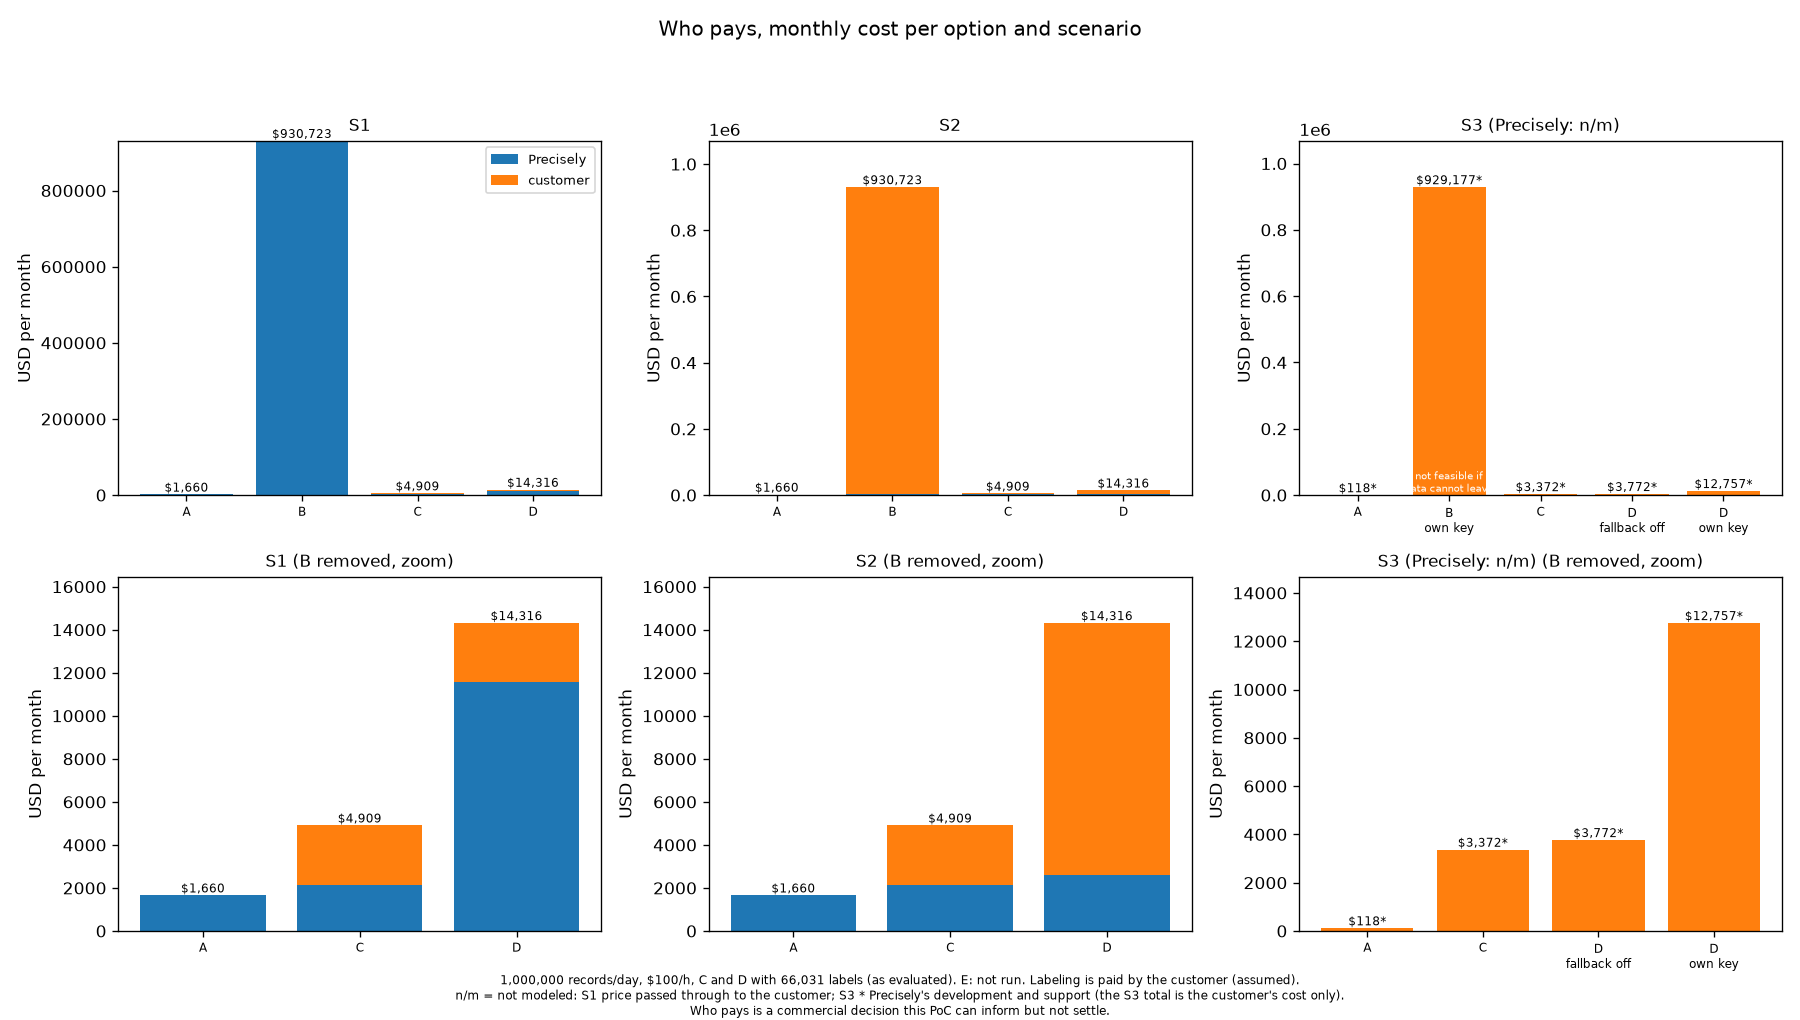 Who pays, monthly cost per option and scenario
S1
USD per month
800000
600000
400000
200000
0
$1,660
$930,723
$4,909
$14,316
Precisely
customer
A
B
C
D
1e6
S2
USD per month
1.0
0.8
0.6
0.4
0.2
0.0
$1,660
$930,723
$4,909
$14,316
A
B
C
D
1e6
S3 (Precisely: n/m)
USD per month
1.0
0.8
0.6
0.4
0.2
0.0
$118*
$929,177*
not feasible if
ata cannot leav
$3,372*
$3,772*
$12,757*
A
B
own key
C
D
fallback off
D
own key
S1 (B removed, zoom)
USD per month
16000
14000
12000
10000
8000
6000
4000
2000
0
$1,660
$4,909
$14,316
A
C
D
S2 (B removed, zoom)
USD per month
16000
14000
12000
10000
8000
6000
4000
2000
0
$1,660
$4,909
$14,316
A
C
D
S3 (Precisely: n/m) (B removed, zoom)
USD per month
14000
12000
10000
8000
6000
4000
2000
0
$118*
$3,372*
$3,772*
$12,757*
A
C
D
fallback off
D
own key
1,000,000 records/day, $100/h, C and D with 66,031 labels (as evaluated). E: not run. Labeling is paid by the customer (assumed).
n/m = not modeled: S1 price passed through to the customer; S3 * Precisely's development and support (the S3 total is the customer's cost only).
Who pays is a commercial decision this PoC can inform but not settle.